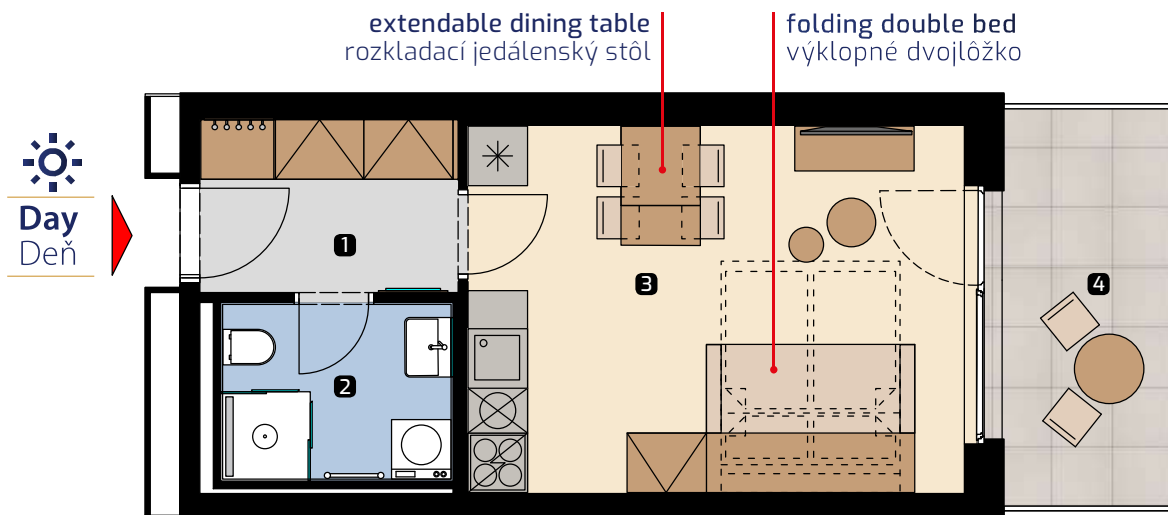 extendable dining table
rozkladací jedálenský stôl
folding double bed
výklopné dvojlôžko
Day
Deň
1
2
3
4